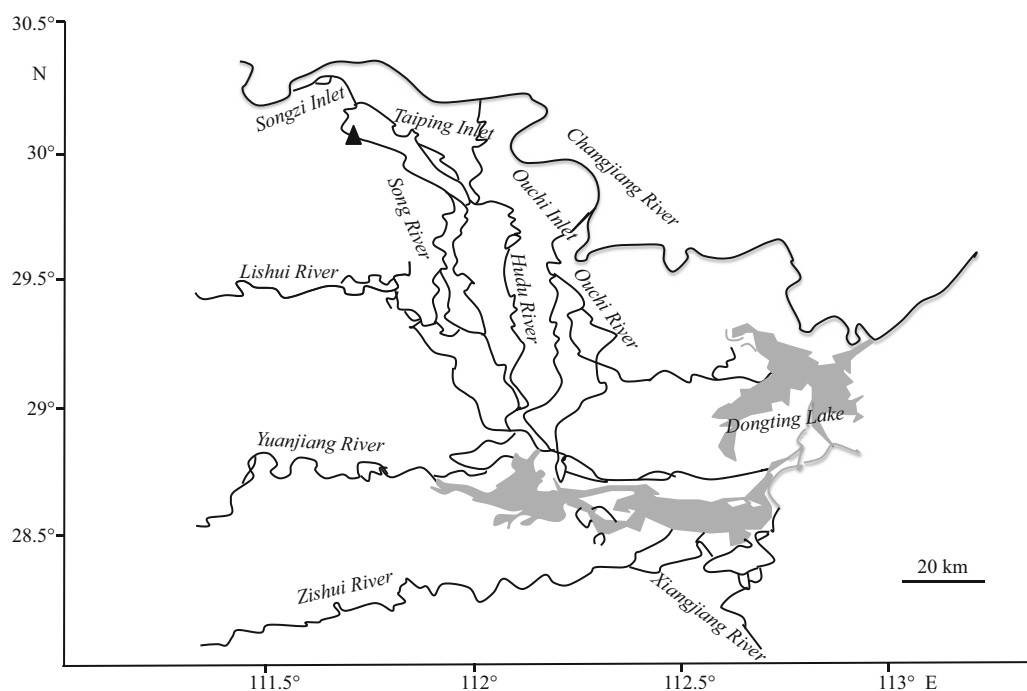 30.5°
N
Songzi Inlet
Taiping Inlet
Changjiang River
30°
Ouchi Inlet
Song River
Lishui River
29.5°
Hudu River
Ouchi River
29°
Dongting Lake
Yuanjiang River
28.5°
20 km
Zishui River
Xiangjiang River
111.5°
112°
112.5°
113° E